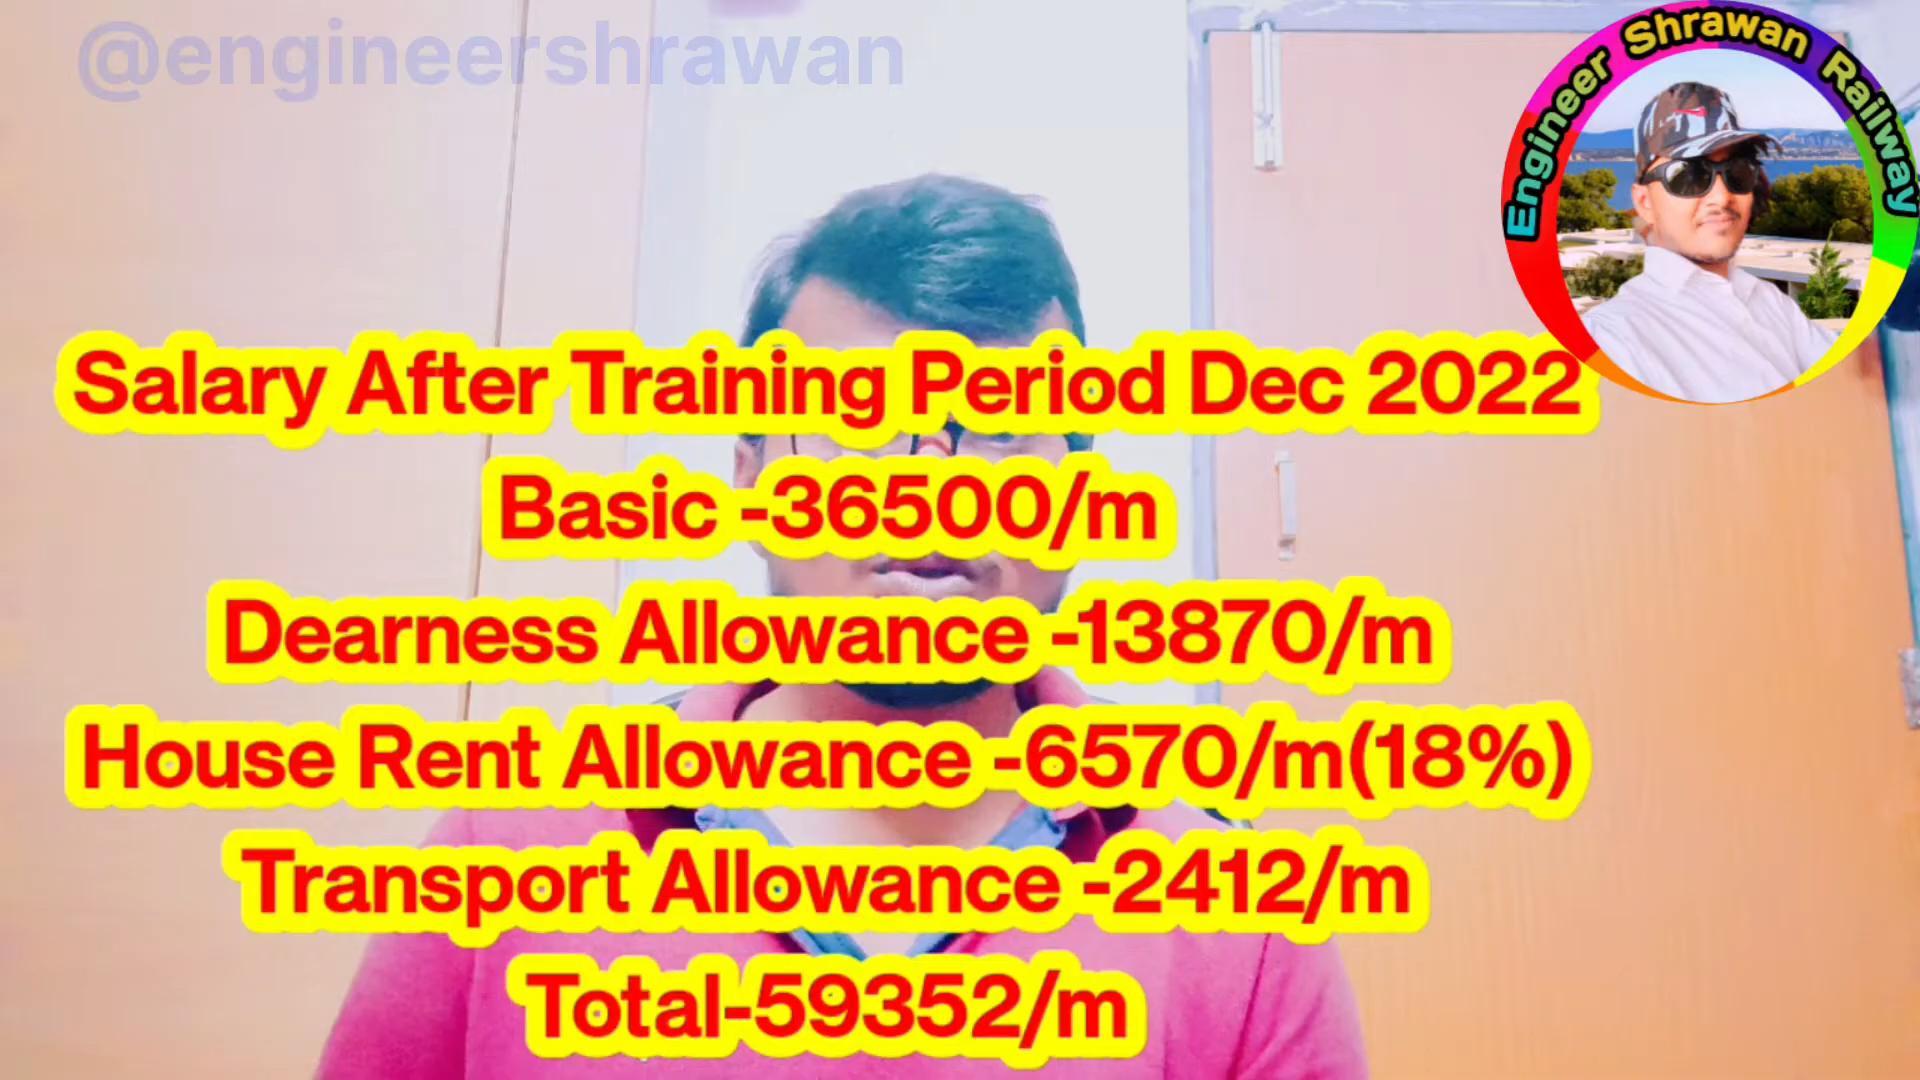 @engineershrawan
Engineer Shrawan Railway
Salary After Training Period Dec 2022
Basic -36500/m
Dearness Allowance -13870/m
House Rent Allowance -6570/m(18%)
Transport Allowance -2412/m
Total-59352/m